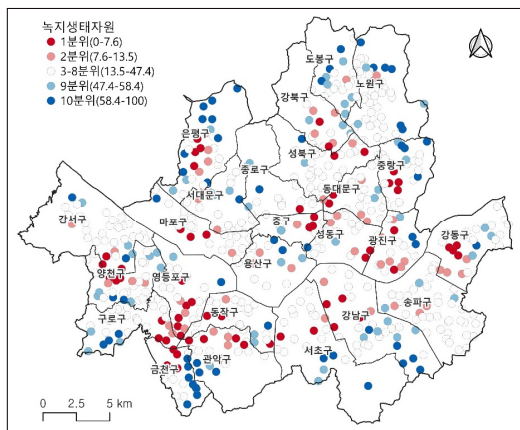 녹지생태자원
1분위(0-7.6)
2분위(7.6-13.5)
3-8분위(13.5-47.4)
9분위(47.4-58.4)
10분위(58.4-100)
도봉구
노원구
강북구
은평구
성북구
중랑구
종로구
서대문구
동대문구
강서구
마포구
중구
성동구
광진구
강동구
양천구
영등포구
용산구
송파구
구로구
동작구
강남구
금천구
관악구
서초구
0 2.5 5 km